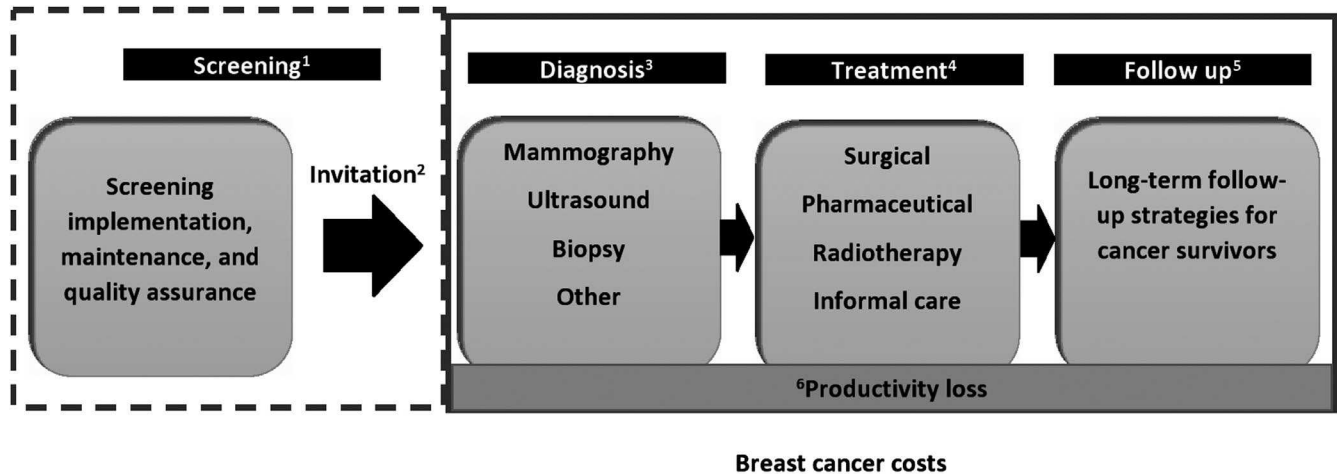 Screening¹
Screening
implementation,
maintenance, and
quality assurance
Invitation²
Diagnosis³
Mammography
Ultrasound
Biopsy
Other
Treatment⁴
Surgical
Pharmaceutical
Radiotherapy
Informal care
Follow up⁵
Long-term follow-
up strategies for
cancer survivors
⁶Productivity loss
Breast cancer costs